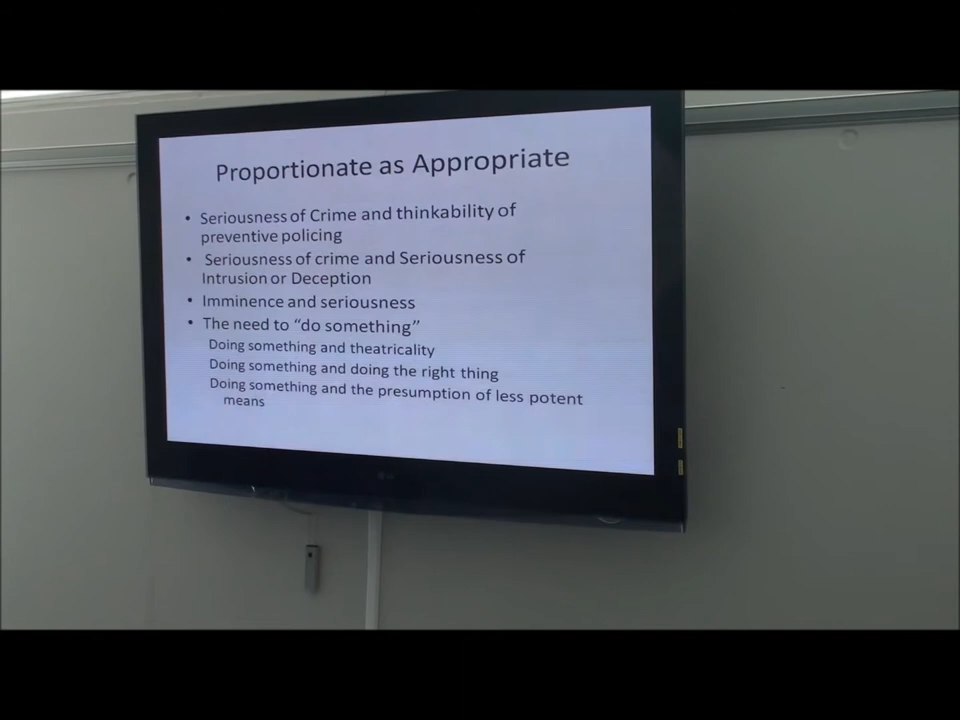 Proportionate as Appropriate
• Seriousness of Crime and thinkability of
preventive policing
• Seriousness of crime and Seriousness of
Intrusion or Deception
• Imminence and seriousness
• The need to “do something”
Doing something and theatricality
Doing something and doing the right thing
Doing something and the presumption of less potent
means